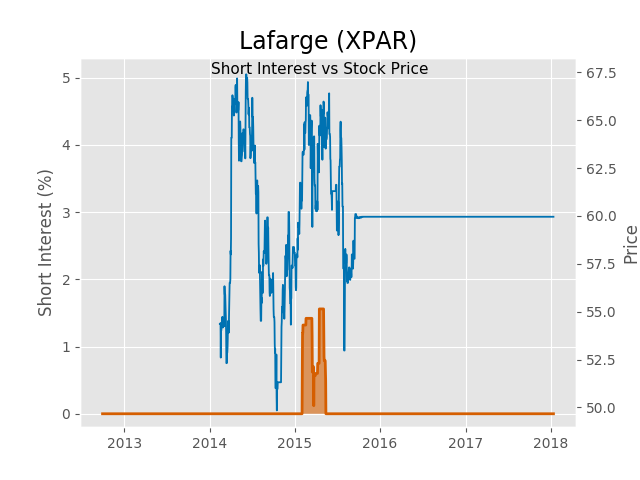 Lafarge (XPAR)
Short Interest vs Stock Price
Short Interest (%)
5
4
3
2
1
0
67.5
65.0
62.5
60.0
57.5
55.0
52.5
50.0
Price
2013 2014 2015 2016 2017 2018